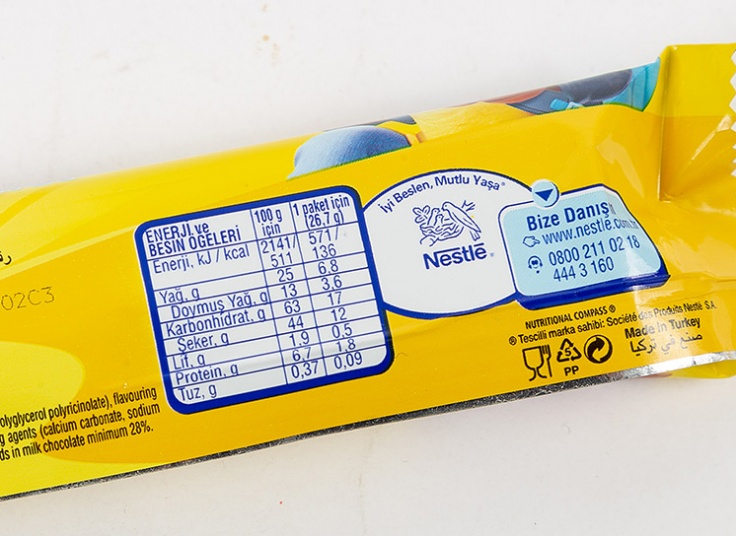 02C3
olyglycerol polyricinolate), flavouring
g agents (calcium carbonate, sodium
ds in milk chocolate minimum 28%.
ENERJİ ve BESİN ÖGELERİ 100 g için 1 paket için (26,7 g)
Enerji, kJ / kcal 2141/ 511 571/ 136
Yağ, g 25 6.8
Doymuş Yağ, g 13 3.6
Karbonhidrat, g 63 17
Şeker, g 44 12
Lif, g 1,9 0.5
Protein, g 6,7 1.8
Tuz, g 0,37 0,09
İyi Beslen, Mutlu Yaşa®
Nestlé®
Bize Danış
www.nestle.com.tr
0800 211 02 18
444 3 160
NUTRITIONAL COMPASS ®
® Tescilli marka sahibi: Société des Produits Nestlé S.A.
5
PP
Made in Turkey
صنع في تركيا